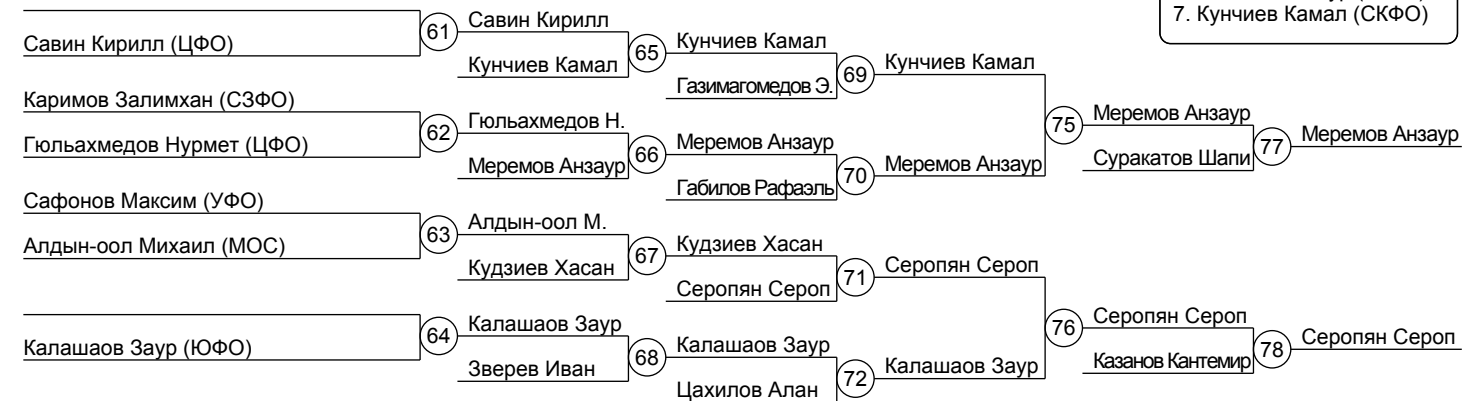 7. Кунчиев Камал (СКФО)
Савин Кирилл (ЦФО)
61
Савин Кирилл
Кунчиев Камал
65
Кунчиев Камал
Газимагомедов Э.
69
Кунчиев Камал
Каримов Залимхан (СЗФО)
Гюльахмедов Нурмет (ЦФО)
62
Гюльахмедов Н.
Меремов Анзаур
66
Меремов Анзаур
Габилов Рафаэль
70
Меремов Анзаур
75
Меремов Анзаур
Суракатов Шапи
77
Меремов Анзаур
Сафонов Максим (УФО)
Алдын-оол Михаил (МОС)
63
Алдын-оол М.
Кудзиев Хасан
67
Кудзиев Хасан
Серопян Сероп
71
Серопян Сероп
Калашаов Заур (ЮФО)
64
Калашаов Заур
Зверев Иван
68
Калашаов Заур
Цахилов Алан
72
Калашаов Заур
76
Серопян Сероп
Казанов Кантемир
78
Серопян Сероп